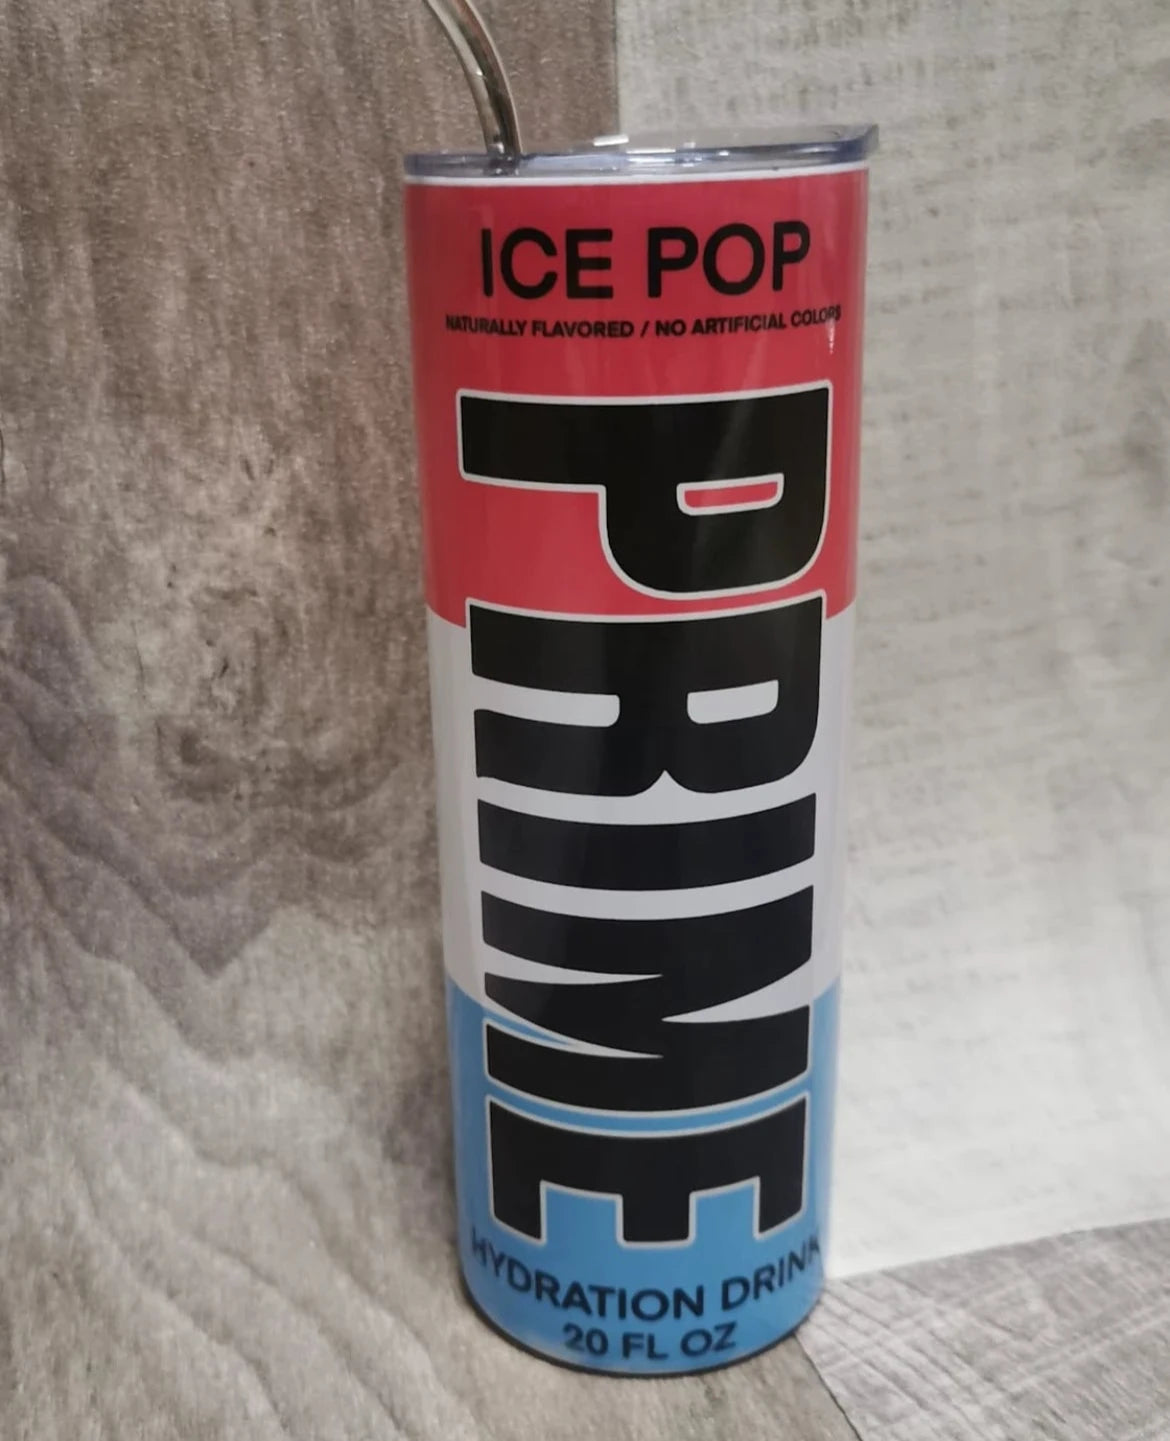 ICE POP
NATURALLY FLAVORED / NO ARTIFICIAL COLORS
PRIME
HYDRATION DRINK
20 FL OZ